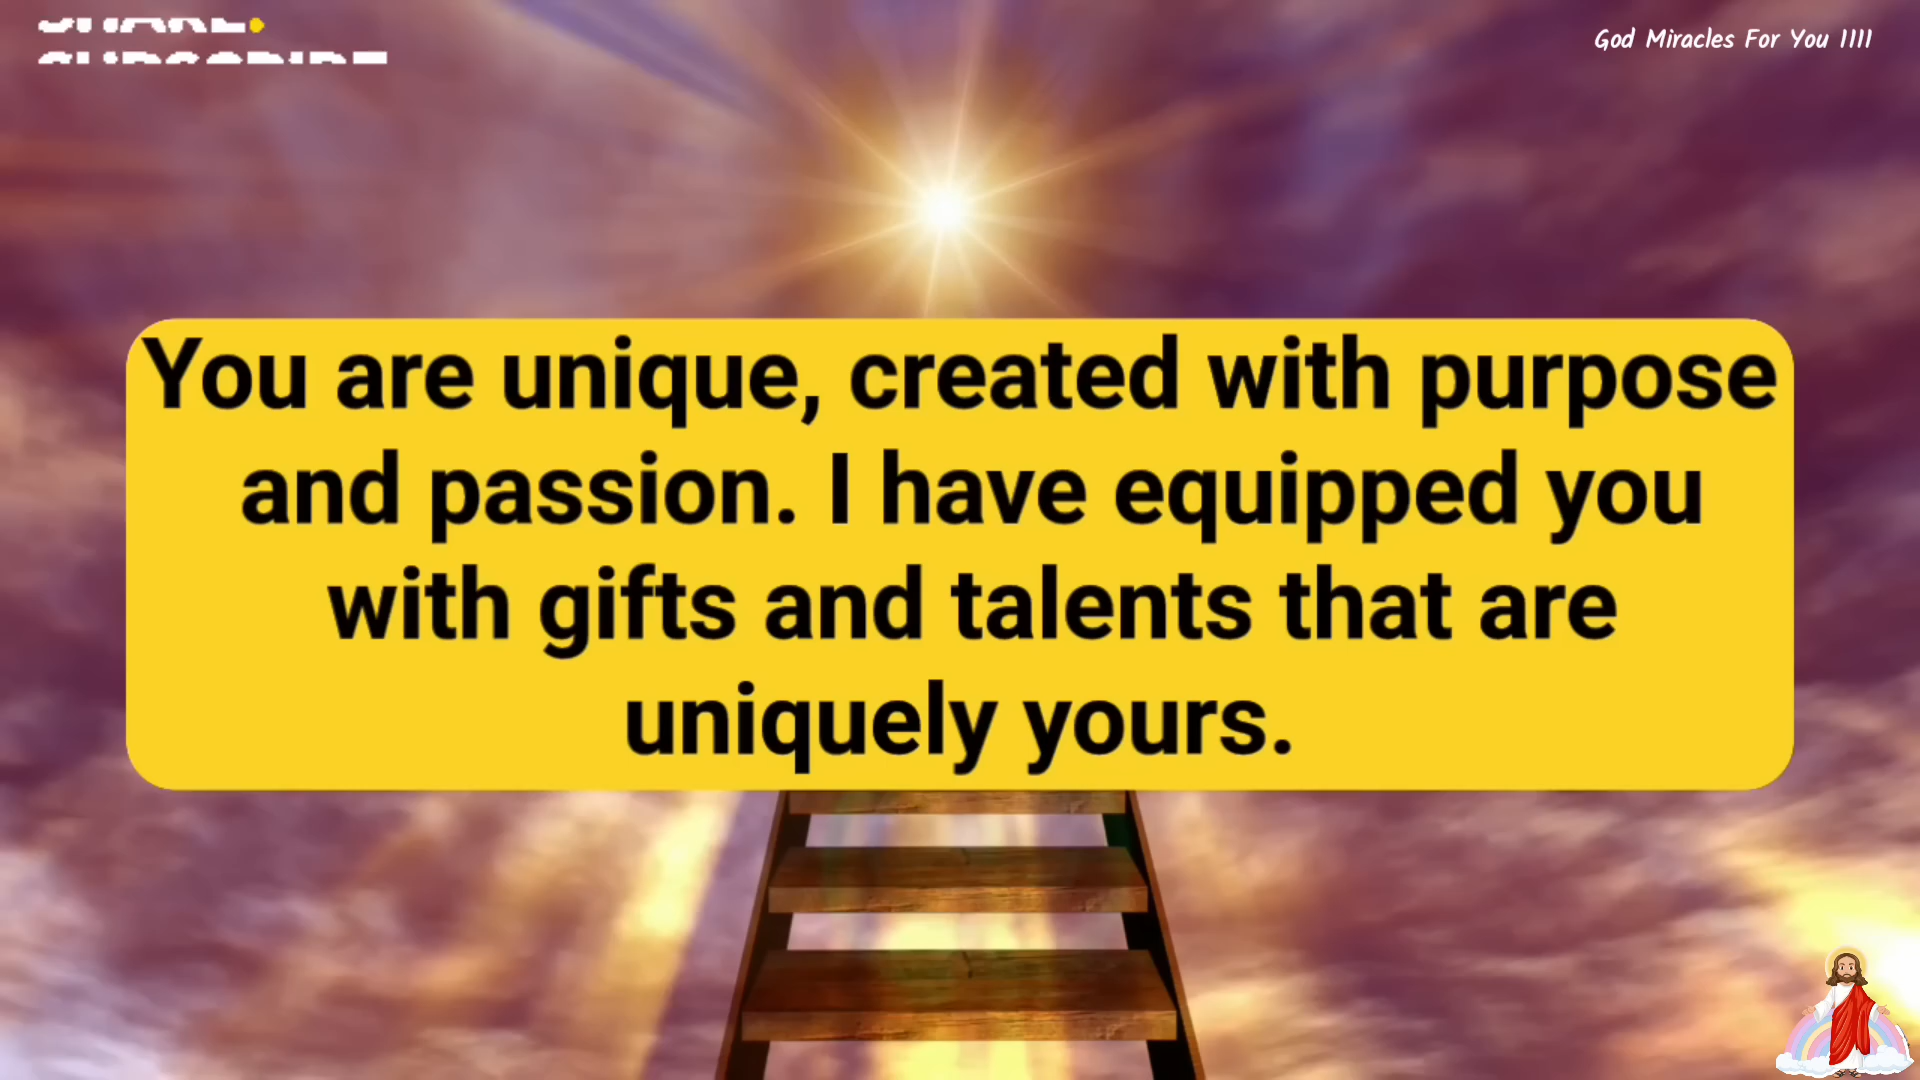 God Miracles For You 1111
You are unique, created with purpose
and passion. I have equipped you
with gifts and talents that are
uniquely yours.